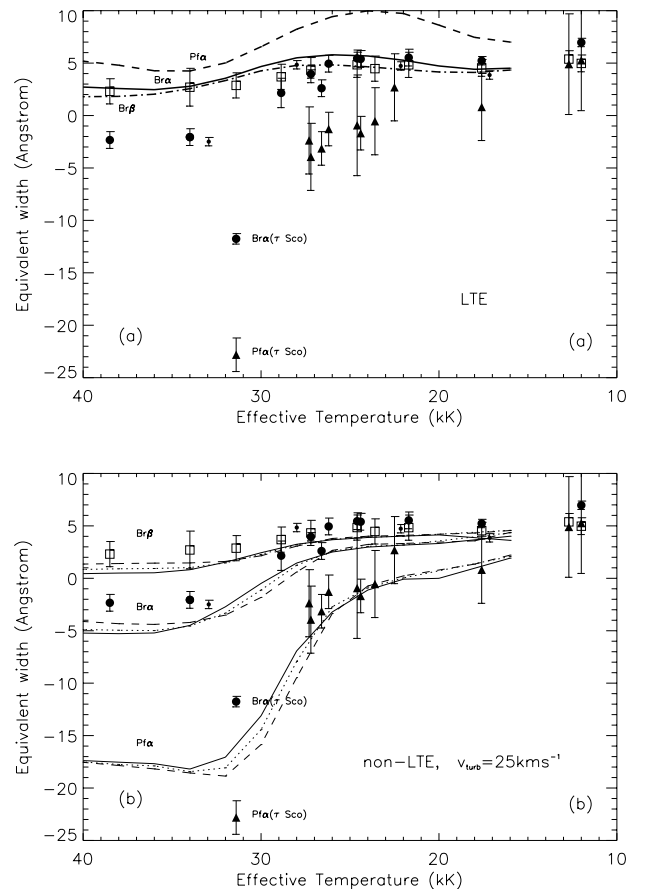 10
5
0
−5
−10
−15
−20
−25
Equivalent width (Angstrom)
Pfα
Brα
Brβ
Brα(τ Sco)
LTE
(a)
(a)
Pfα(τ Sco)
40
30
20
10
Effective Temperature (kK)
10
5
0
−5
−10
−15
−20
−25
Equivalent width (Angstrom)
Brβ
Brα
Brα(τ Sco)
Pfα
non−LTE, v_turb=25kms⁻¹
(b)
(b)
Pfα(τ Sco)
40
30
20
10
Effective Temperature (kK)